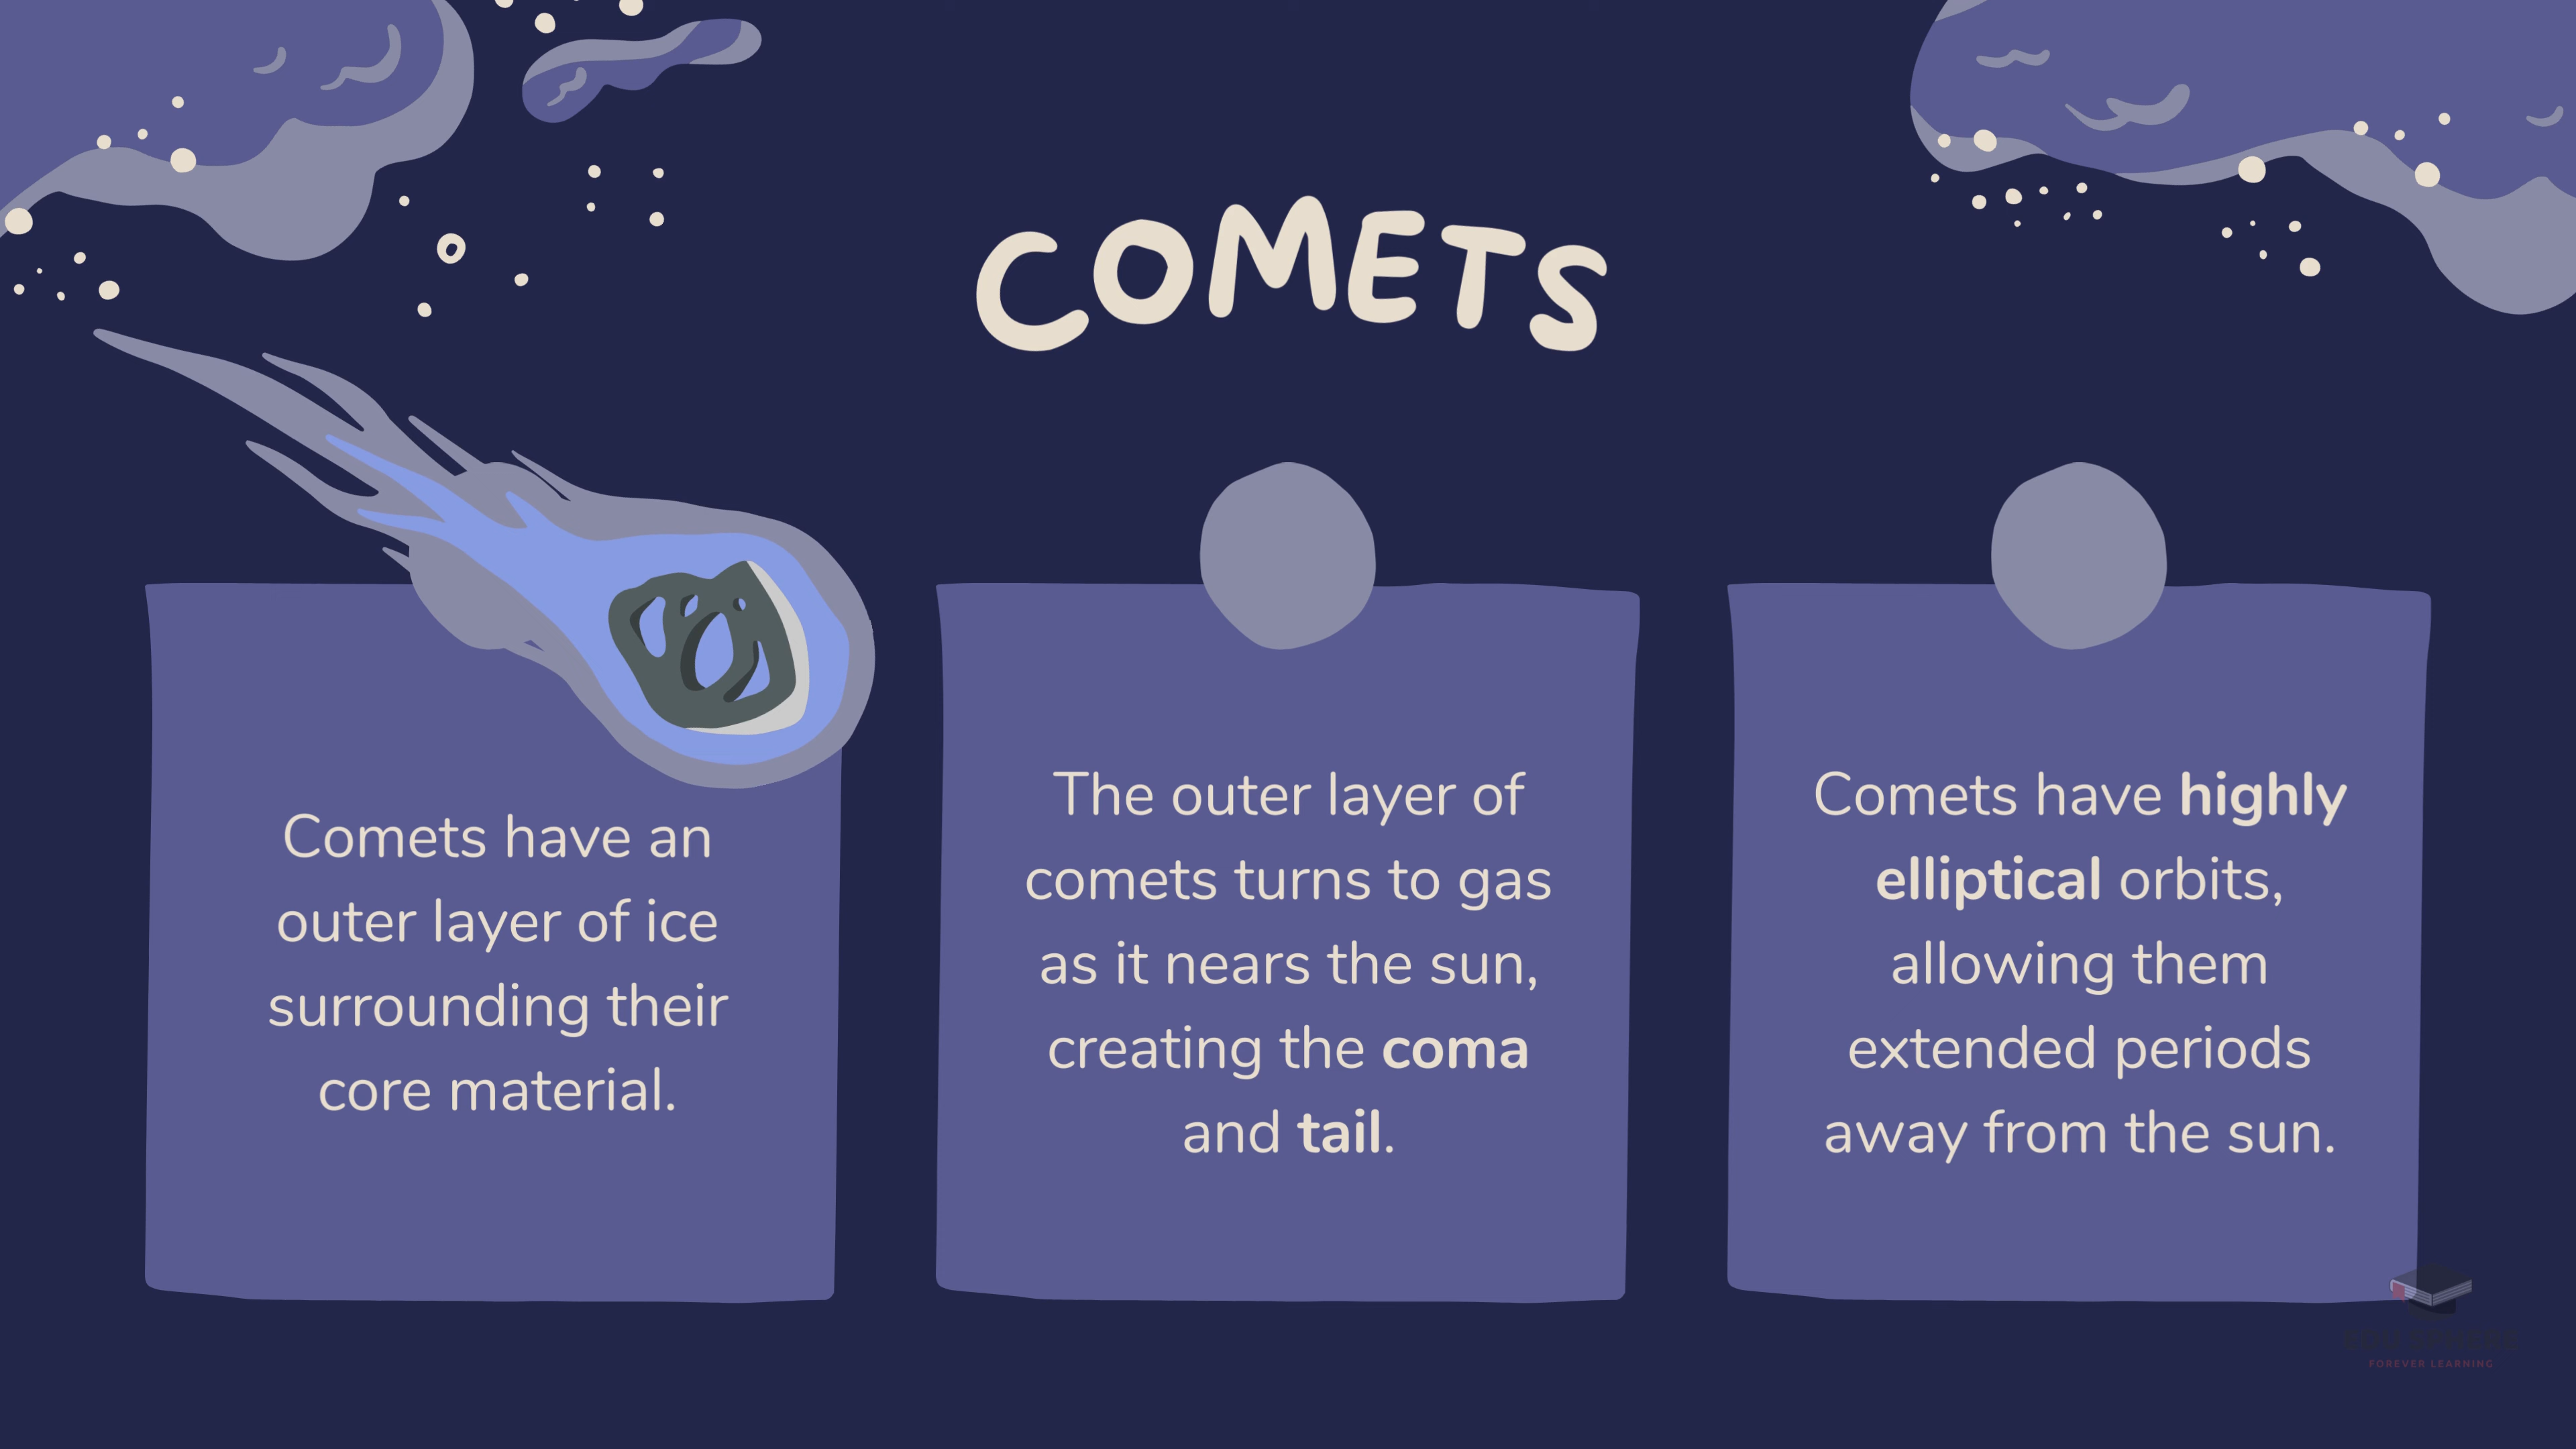 COMETS
Comets have an
outer layer of ice
surrounding their
core material.
The outer layer of
comets turns to gas
as it nears the sun,
creating the coma
and tail.
Comets have highly
elliptical orbits,
allowing them
extended periods
away from the sun.
FOREVER LEARNING